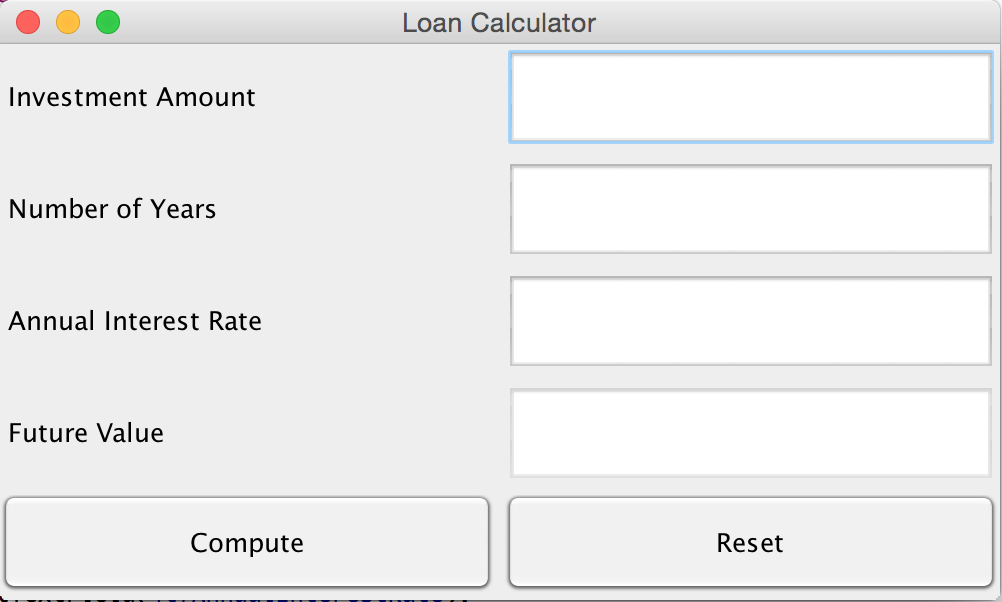 Loan Calculator
Investment Amount
Number of Years
Annual Interest Rate
Future Value
Compute
Reset